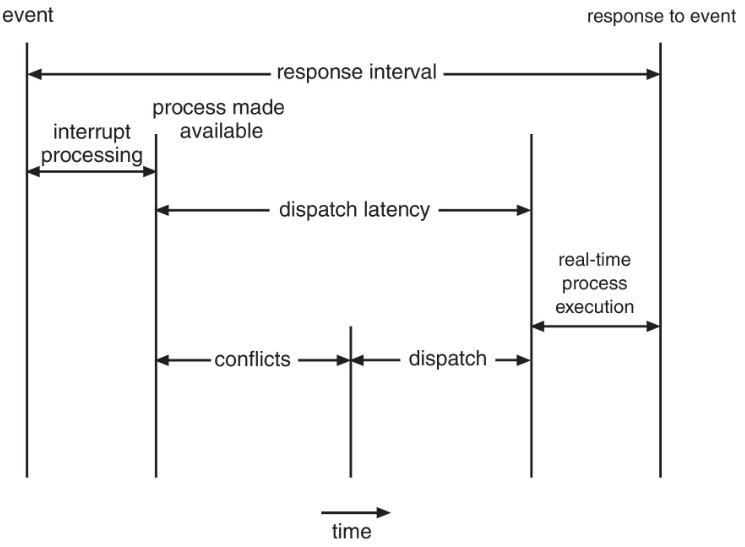 event
response to event
response interval
process made
available
interrupt
processing
dispatch latency
real-time
process
execution
conflicts
dispatch
time